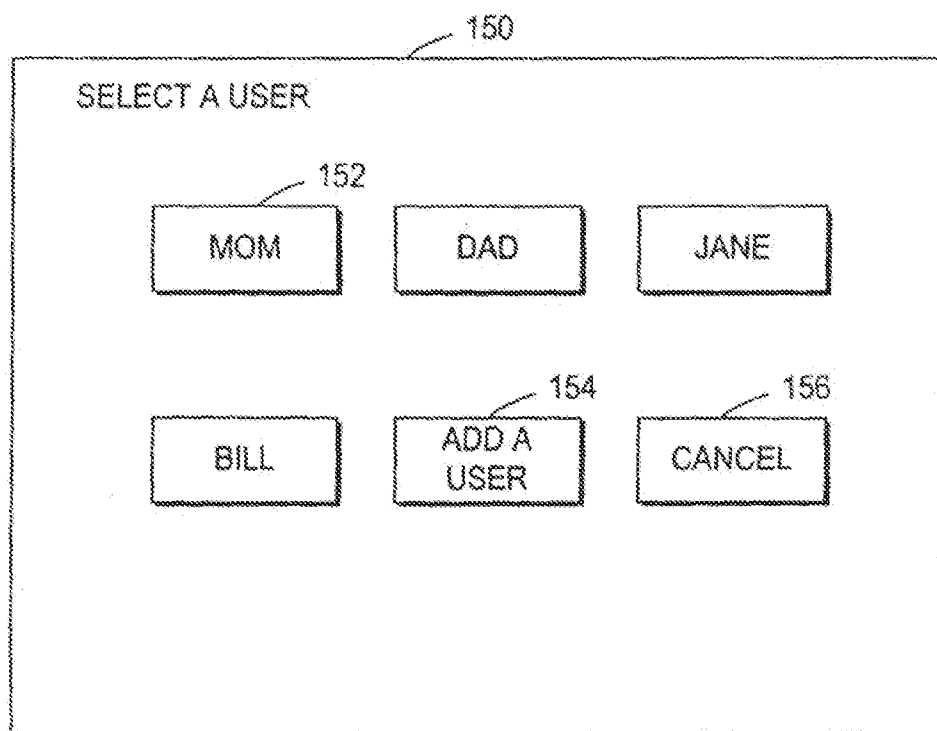 150
SELECT A USER
152
MOM
DAD
JANE
154
156
BILL
ADD A
USER
CANCEL